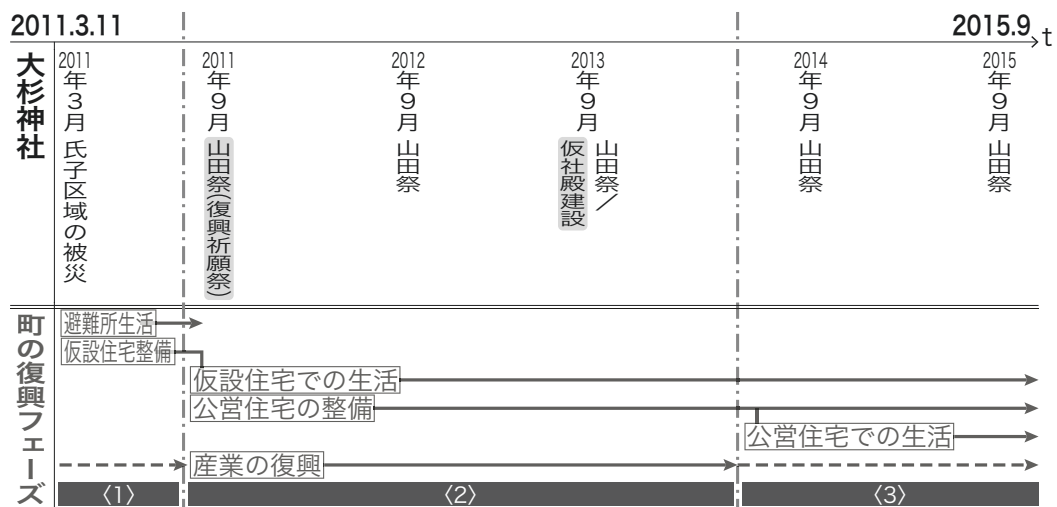 2011.3.11
2015.9
t
大杉神社
2011年3月 氏子区域の被災
2011年9月 山田祭(復興祈願祭)
2012年9月 山田祭
2013年9月 山田祭／
仮社殿建設
2014年9月 山田祭
2015年9月 山田祭
町の復興フェーズ
避難所生活
仮設住宅整備
仮設住宅での生活
公営住宅の整備
公営住宅での生活
産業の復興
〈1〉
〈2〉
〈3〉